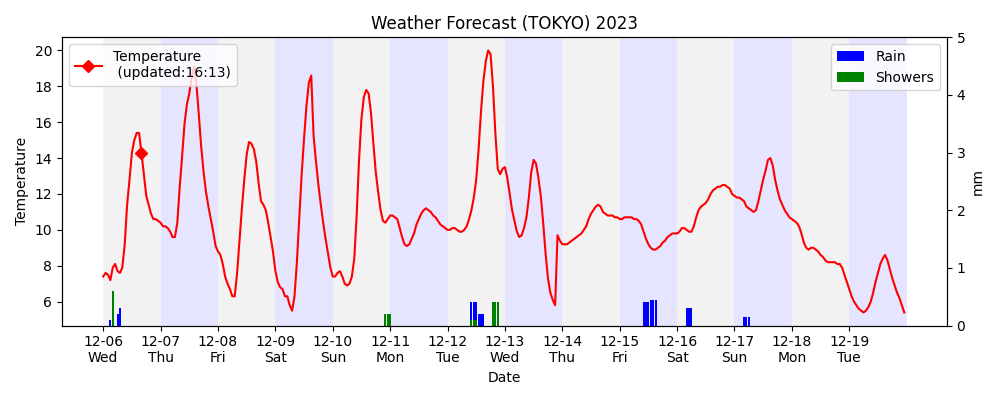 Weather Forecast (TOKYO) 2023
Temperature
(updated:16:13)
Rain
Showers
Temperature
20
18
16
14
12
10
8
6
5
4
3
2
1
0
mm
12-06 12-07 12-08 12-09 12-10 12-11 12-12 12-13 12-14 12-15 12-16 12-17 12-18 12-19
Wed Thu Fri Sat Sun Mon Tue Wed Thu Fri Sat Sun Mon Tue
Date